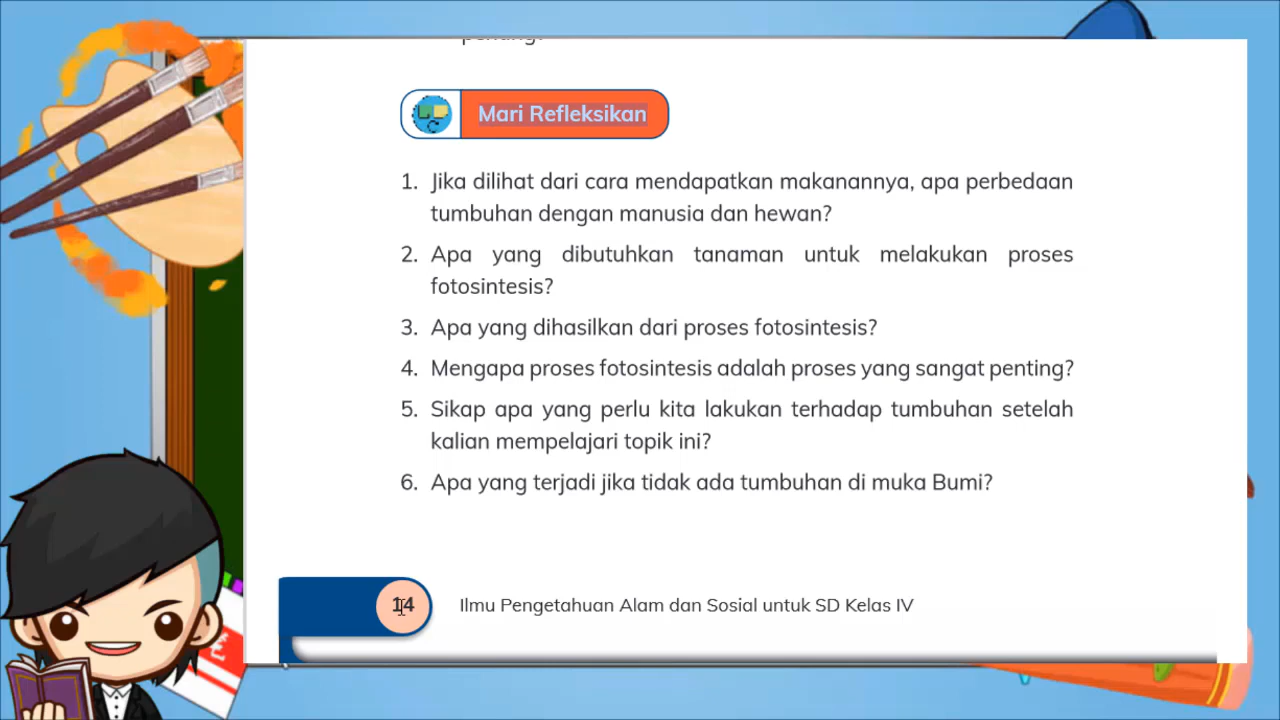 Mari Refleksikan
1. Jika dilihat dari cara mendapatkan makanannya, apa perbedaan
tumbuhan dengan manusia dan hewan?
2. Apa yang dibutuhkan tanaman untuk melakukan proses
fotosintesis?
3. Apa yang dihasilkan dari proses fotosintesis?
4. Mengapa proses fotosintesis adalah proses yang sangat penting?
5. Sikap apa yang perlu kita lakukan terhadap tumbuhan setelah
kalian mempelajari topik ini?
6. Apa yang terjadi jika tidak ada tumbuhan di muka Bumi?
14 Ilmu Pengetahuan Alam dan Sosial untuk SD Kelas IV